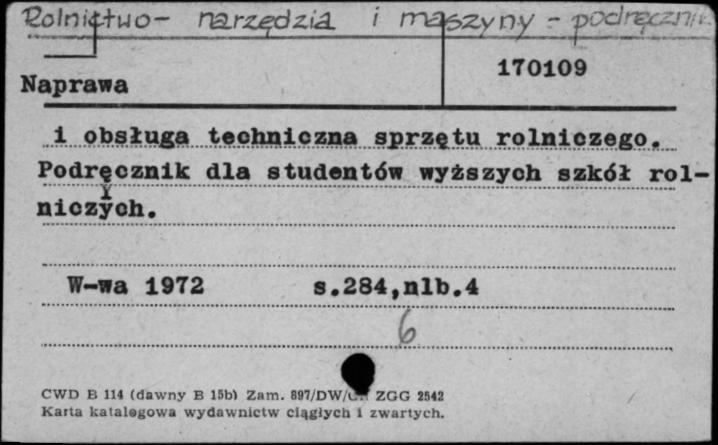 Rolnictwo- narzędzia i maszyny - podręcznik
170109
Naprawa
i obsługa techniczna sprzętu rolniczego.
Podręcznik dla studentów wyższych szkół rol-
niczych.
W-wa 1972 s.284,nlb.4
6
CWD B 114 (dawny B 15b) Zam. 897/DW/ ZGG 2542
Karta katalogowa wydawnictw ciągłych i zwartych.